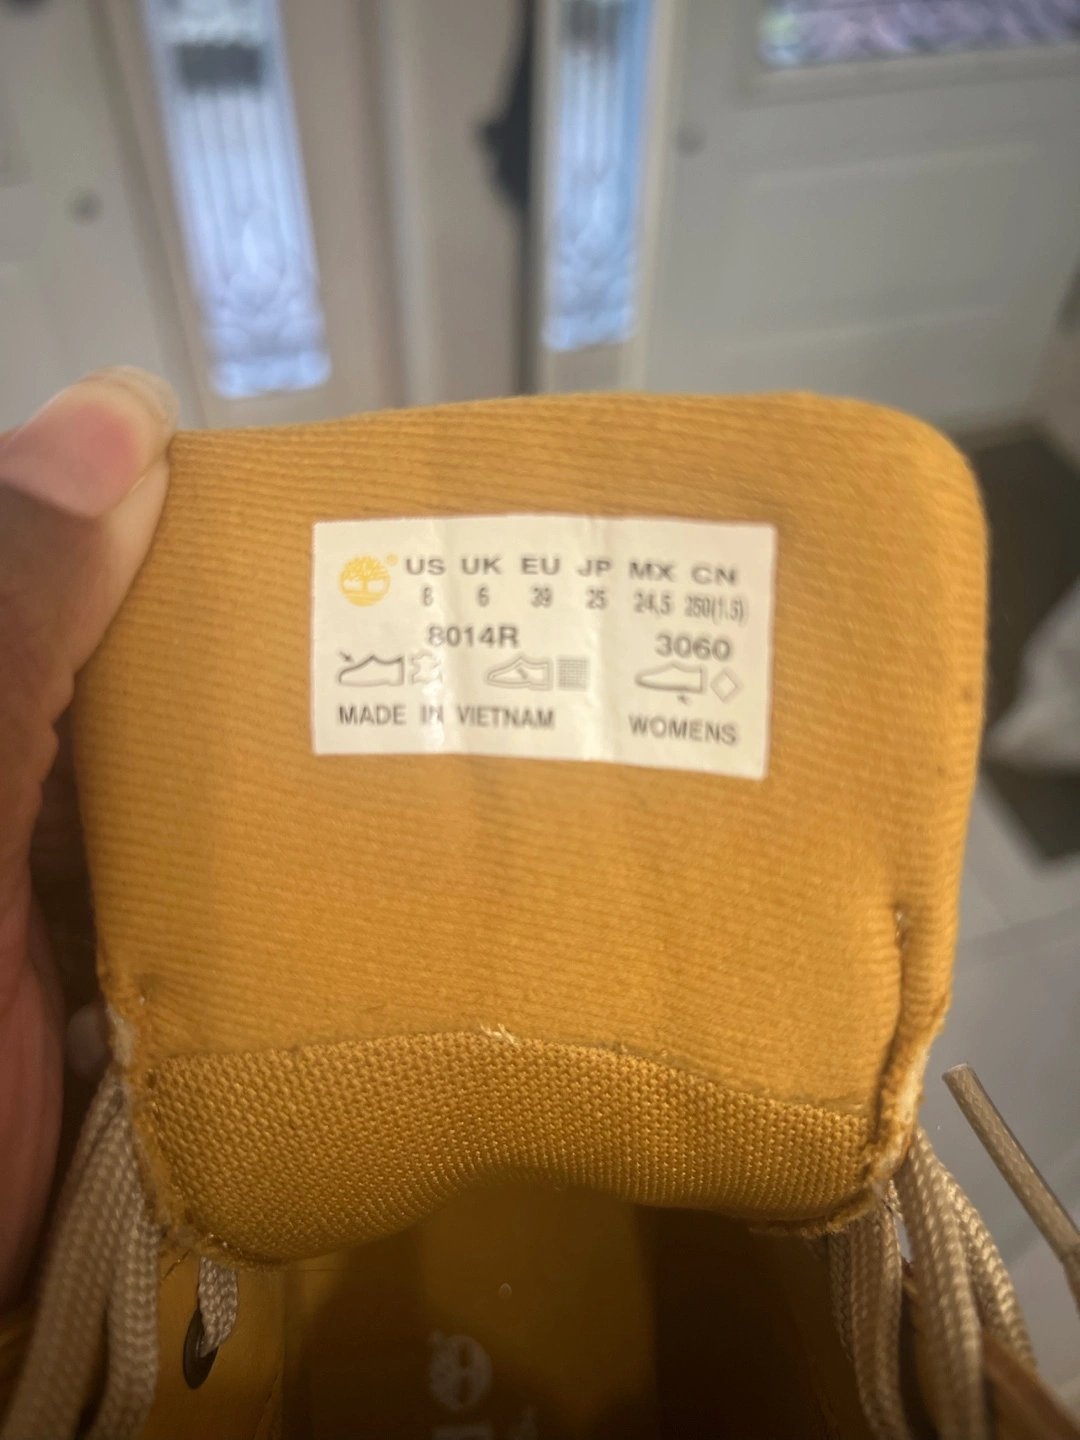 US UK EU JP MX CN
8 6 39 25 24,5 250(1.5)
8014R 3060
MADE IN VIETNAM WOMENS